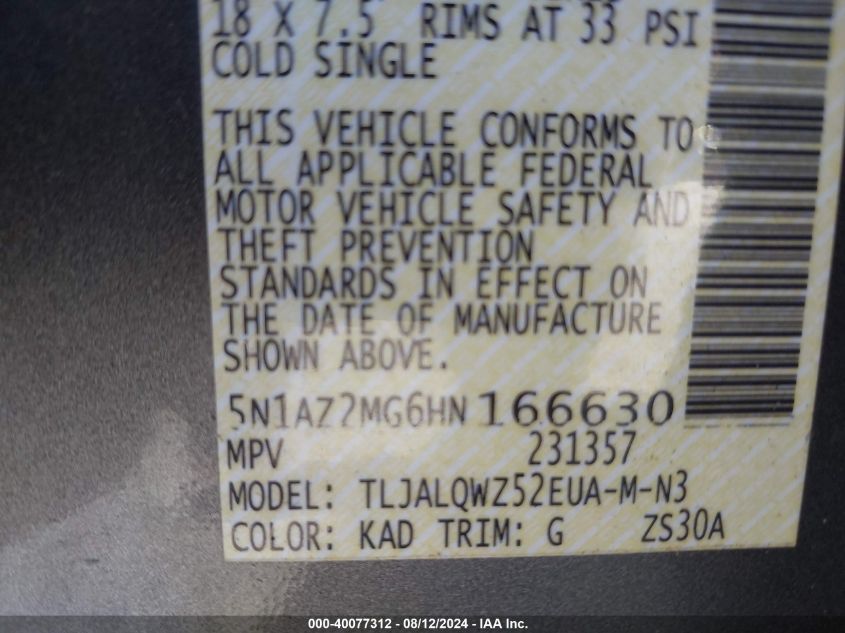 18 X 7.5 RIMS AT 33 PSI
COLD SINGLE
THIS VEHICLE CONFORMS TO
ALL APPLICABLE FEDERAL
MOTOR VEHICLE SAFETY AND
THEFT PREVENTION
STANDARDS IN EFFECT ON
THE DATE OF MANUFACTURE
SHOWN ABOVE.
5N1AZ2MG6HN166630
MPV 231357
MODEL: TLJALQWZ52EUA-M-N3
COLOR: KAD TRIM: G ZS30A
000-40077312 - 08/12/2024 - IAA Inc.